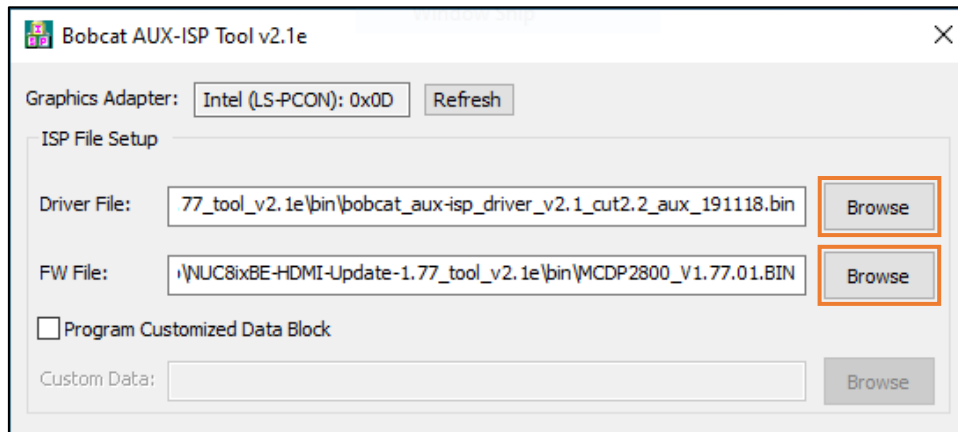 Window Snip
Bobcat AUX-ISP Tool v2.1e
Graphics Adapter: Intel (LS-PCON): 0x0D Refresh
ISP File Setup
Driver File: .77_tool_v2.1e\bin\bobcat_aux-isp_driver_v2.1_cut2.2_aux_191118.bin Browse
FW File: \NUC8ixBE-HDMI-Update-1.77_tool_v2.1e\bin\MCDP2800_V1.77.01.BIN Browse
Program Customized Data Block
Custom Data: Browse